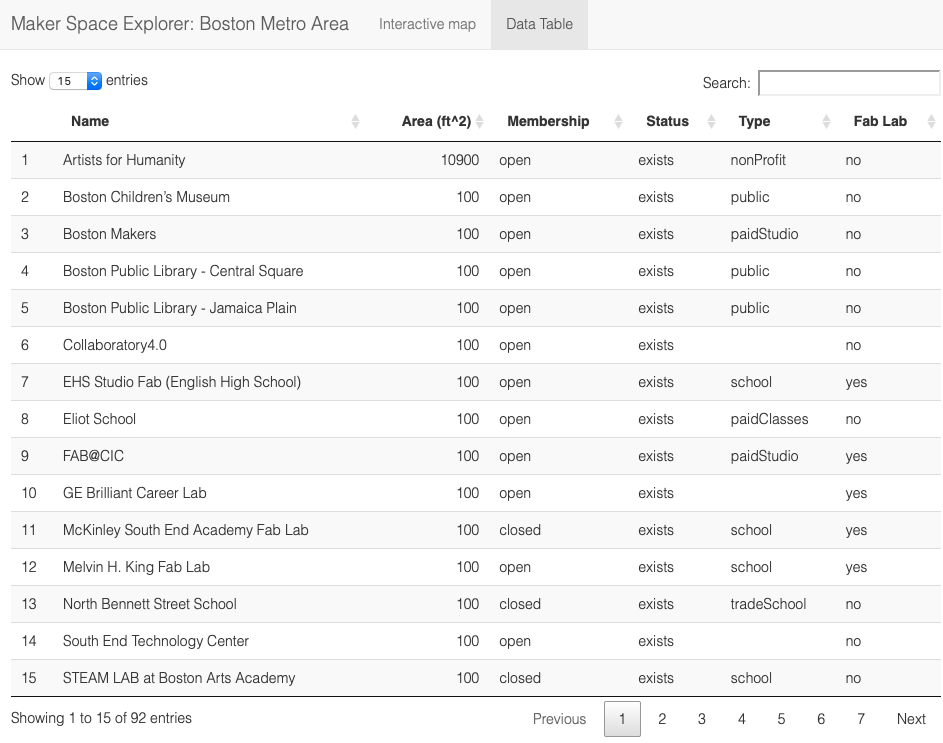 Maker Space Explorer: Boston Metro Area Interactive map Data Table
Show 15 entries Search:
Name Area (ft^2) Membership Status Type Fab Lab
1 Artists for Humanity 10900 open exists nonProfit no
2 Boston Children’s Museum 100 open exists public no
3 Boston Makers 100 open exists paidStudio no
4 Boston Public Library - Central Square 100 open exists public no
5 Boston Public Library - Jamaica Plain 100 open exists public no
6 Collaboratory4.0 100 open exists no
7 EHS Studio Fab (English High School) 100 open exists school yes
8 Eliot School 100 open exists paidClasses no
9 FAB@CIC 100 open exists paidStudio yes
10 GE Brilliant Career Lab 100 open exists yes
11 McKinley South End Academy Fab Lab 100 closed exists school yes
12 Melvin H. King Fab Lab 100 open exists school yes
13 North Bennett Street School 100 closed exists tradeSchool no
14 South End Technology Center 100 open exists no
15 STEAM LAB at Boston Arts Academy 100 closed exists school no
Showing 1 to 15 of 92 entries Previous 1 2 3 4 5 6 7 Next